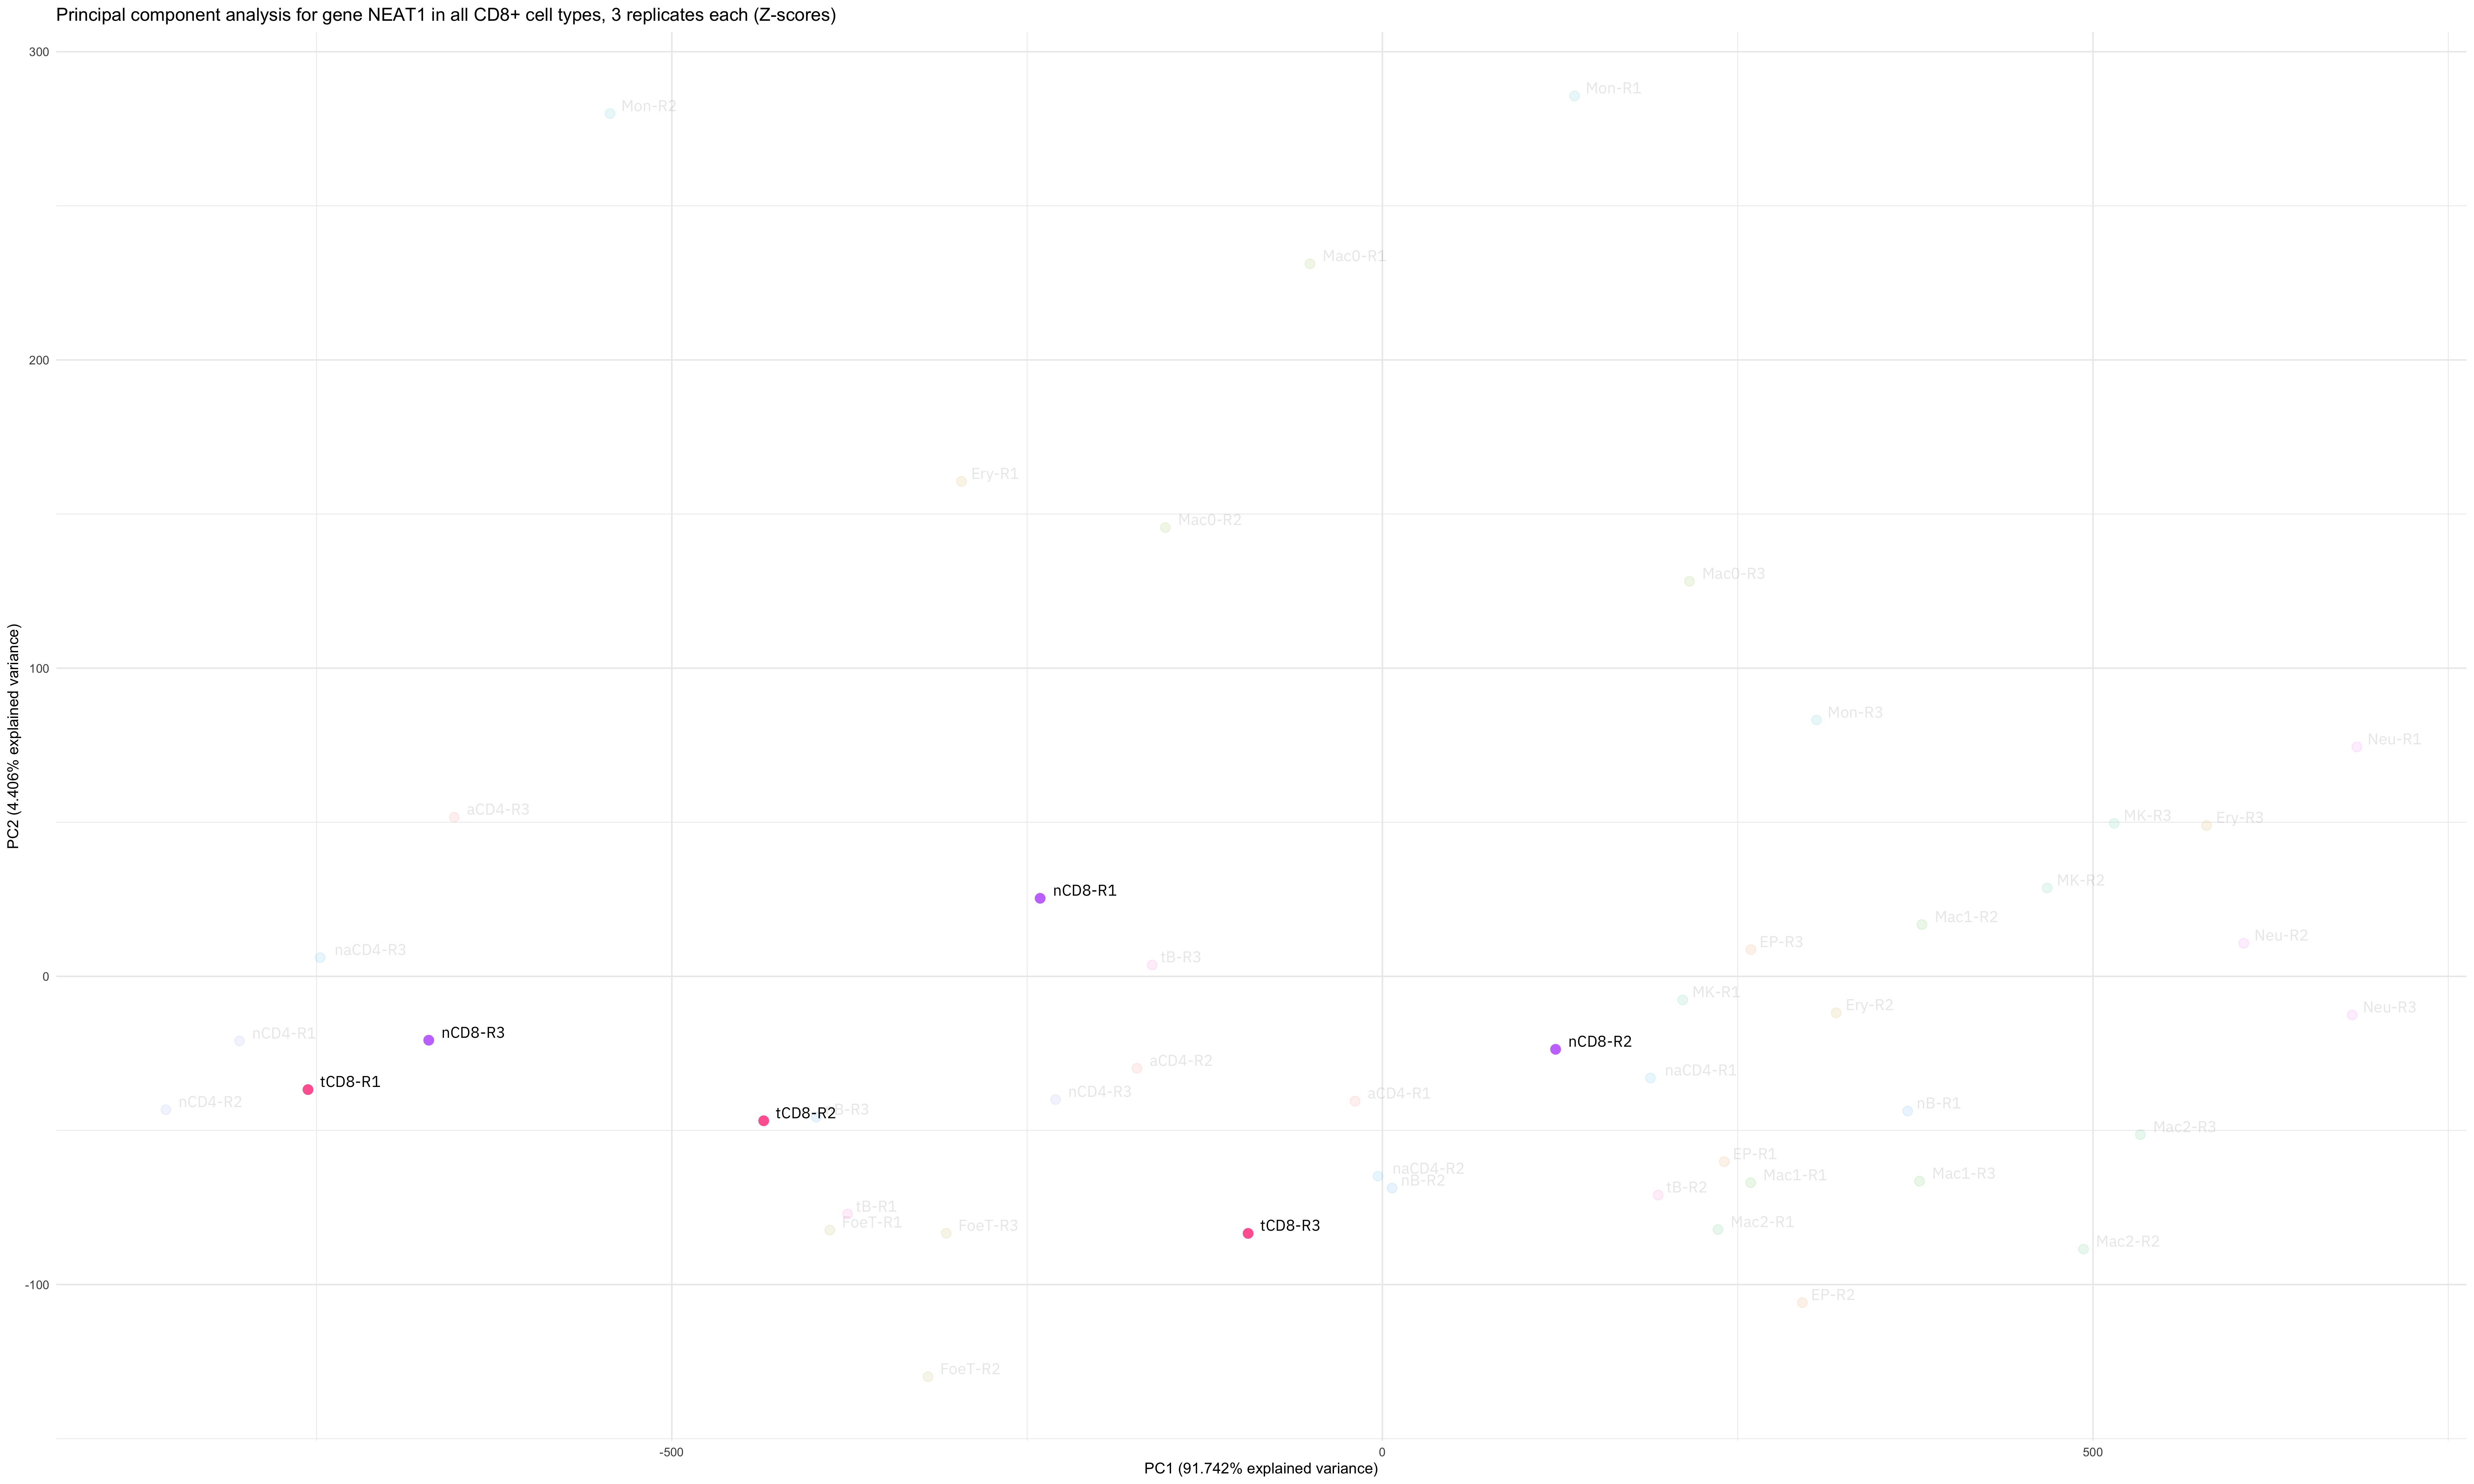 Principal component analysis for gene NEAT1 in all CD8+ cell types, 3 replicates each (Z-scores)
300
Mon-R1
Mon-R2
Mac0-R1
200
Ery-R1
Mac0-R2
Mac0-R3
100
Mon-R3
Neu-R1
MK-R3
Ery-R3
aCD4-R3
nCD8-R1
MK-R2
Mac1-R2
Neu-R2
EP-R3
naCD4-R3
tB-R3
0
MK-R1
Ery-R2
Neu-R3
nCD4-R1
nCD8-R3
nCD8-R2
aCD4-R2
naCD4-R1
tCD8-R1
nCD4-R3
aCD4-R1
nCD4-R2
nB-R1
tCD8-R2
B-R3
Mac2-R3
EP-R1
naCD4-R2
Mac1-R3
Mac1-R1
nB-R2
tB-R2
tB-R1
FoeT-R1
FoeT-R3
tCD8-R3
Mac2-R1
Mac2-R2
-100
EP-R2
FoeT-R2
-500
0
500
PC1 (91.742% explained variance)
PC2 (4.406% explained variance)